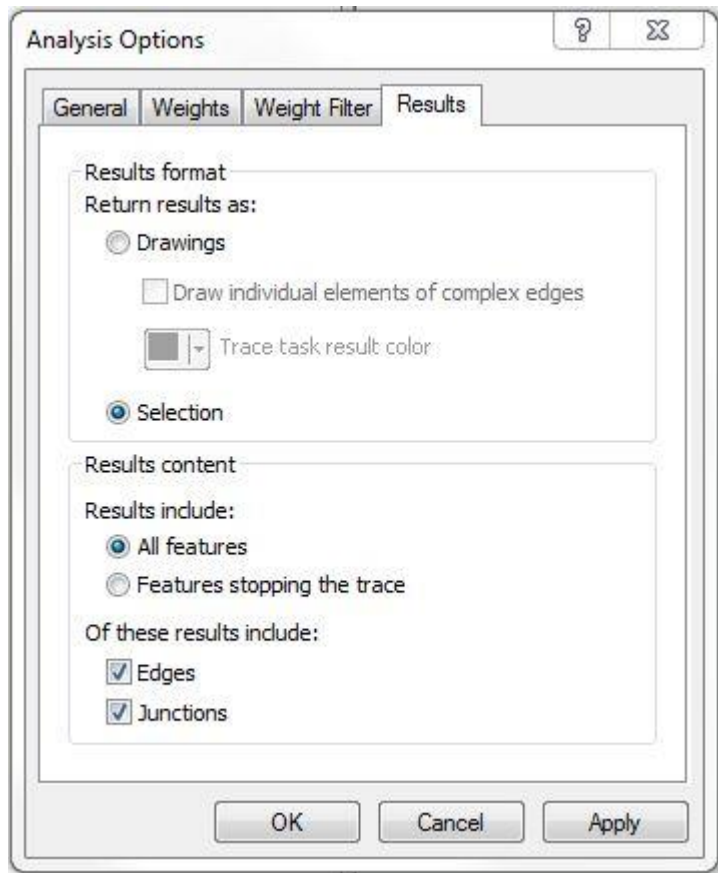 Analysis Options
General Weights Weight Filter Results
Results format
Return results as:
Drawings
Draw individual elements of complex edges
Trace task result color
Selection
Results content
Results include:
All features
Features stopping the trace
Of these results include:
Edges
Junctions
OK Cancel Apply